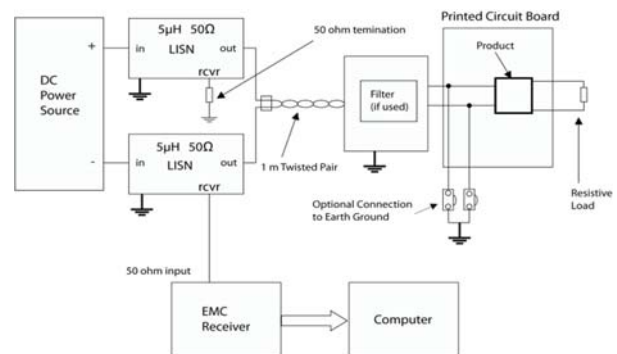 Printed Circuit Board
5µH 50Ω
LISN
in
out
rcvr
50 ohm temination
+
DC
Power
Source
-
Product
Filter
(if used)
1 m Twisted Pair
5µH 50Ω
LISN
in
out
rcvr
Optional Connection
to Earth Ground
Resistive
Load
50 ohm input
EMC
Receiver
Computer